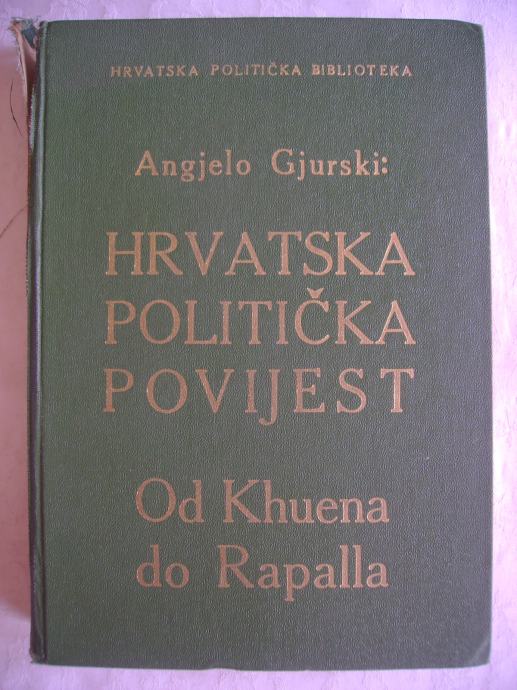 HRVATSKA POLITIČKA BIBLIOTEKA
Angjelo Gjurski:
HRVATSKA
POLITIČKA
POVIJEST
Od Khuena
do Rapalla